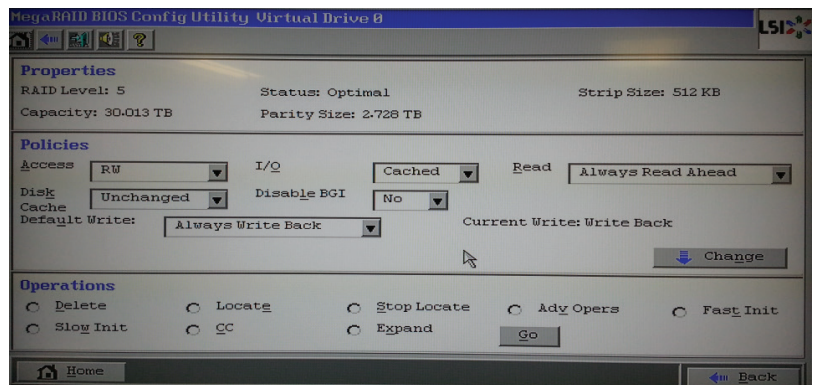 MegaRAID BIOS Config Utility Virtual Drive 0
LSI
Properties
RAID Level: 5 Status: Optimal Strip Size: 512 KB
Capacity: 30.013 TB Parity Size: 2.728 TB
Policies
Access RW I/O Cached Read Always Read Ahead
Disk Cache Unchanged Disable BGI No
Default Write: Always Write Back Current Write: Write Back
Change
Operations
Delete Locate Stop Locate Adv Opers Fast Init
Slow Init CC Expand Go
Home Back